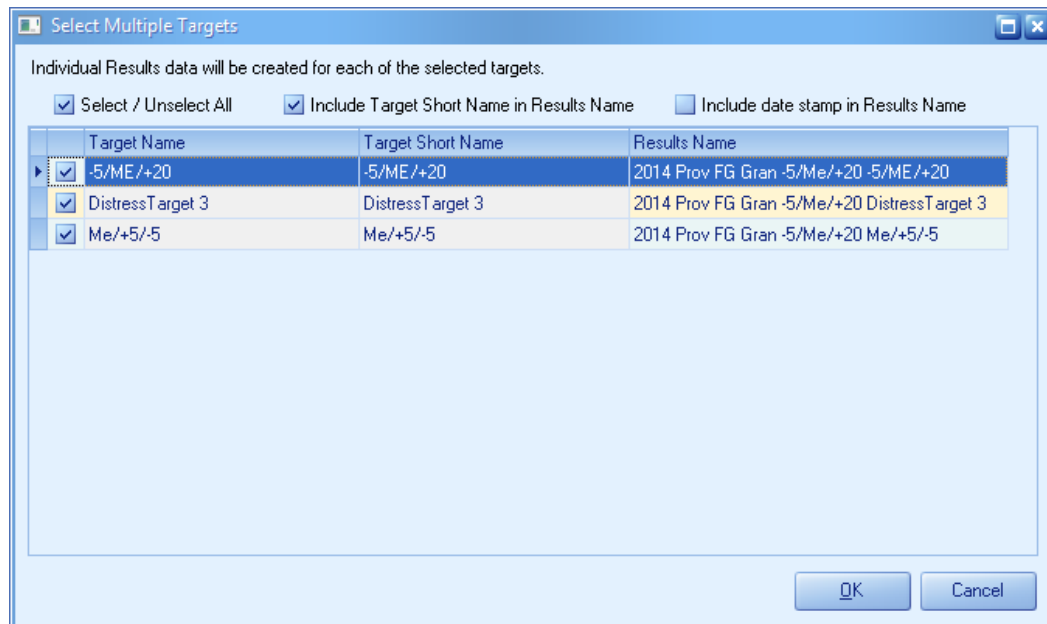 Select Multiple Targets
Individual Results data will be created for each of the selected targets.
Select / Unselect All Include Target Short Name in Results Name Include date stamp in Results Name
Target Name Target Short Name Results Name
-5/ME/+20 -5/ME/+20 2014 Prov FG Gran -5/Me/+20 -5/ME/+20
DistressTarget 3 DistressTarget 3 2014 Prov FG Gran -5/Me/+20 DistressTarget 3
Me/+5/-5 Me/+5/-5 2014 Prov FG Gran -5/Me/+20 Me/+5/-5
OK Cancel